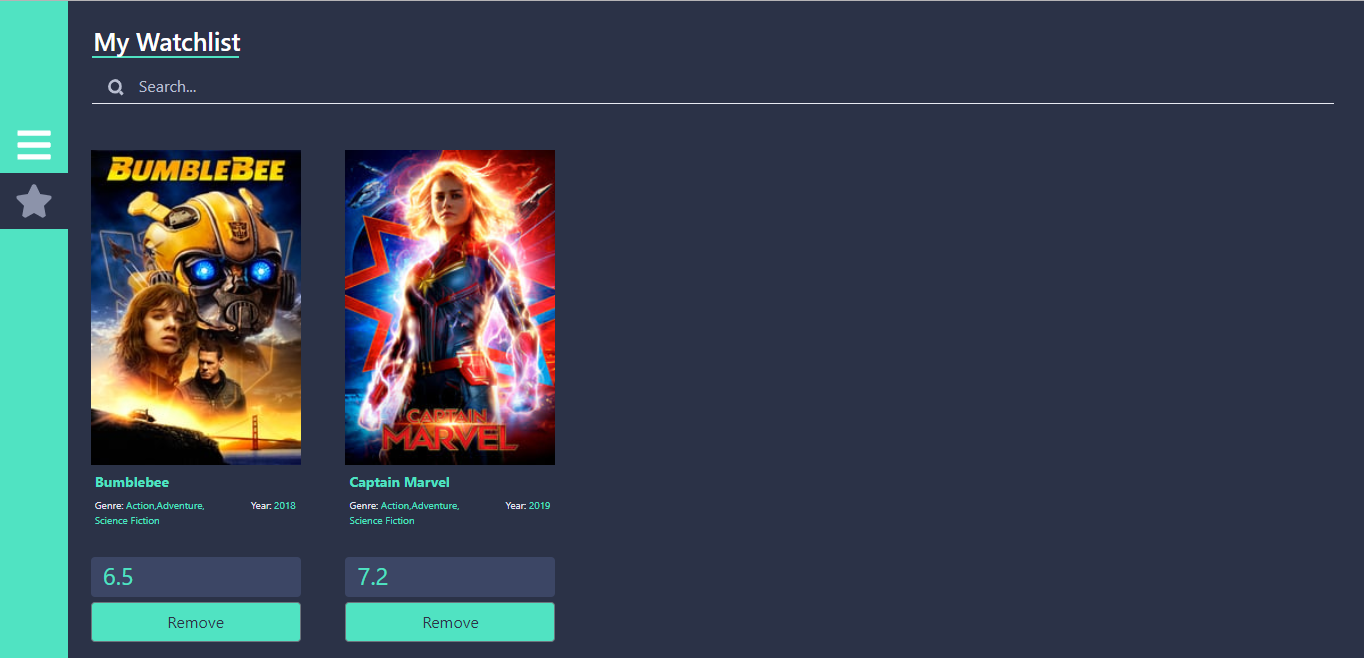 My Watchlist
Search...
BUMBLEBEE
CAPTAIN
MARVEL
Bumblebee
Genre: Action,Adventure,
Science Fiction
Year: 2018
Captain Marvel
Genre: Action,Adventure,
Science Fiction
Year: 2019
6.5
7.2
Remove
Remove